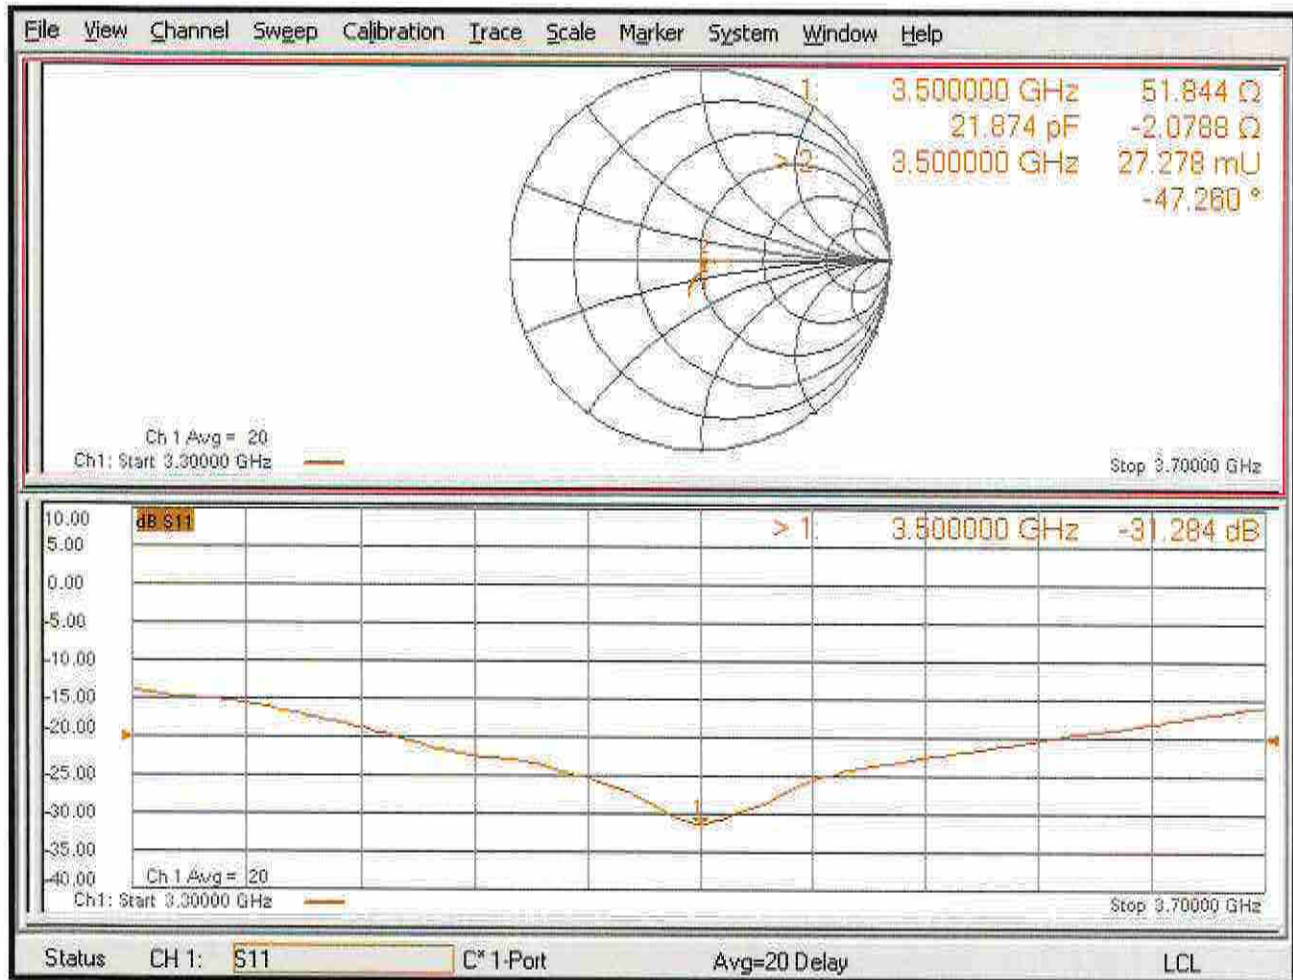 File View Channel Sweep Calibration Trace Scale Marker System Window Help
1: 3.500000 GHz 51.844 Ω
21.874 pF -2.0788 Ω
> 2: 3.500000 GHz 27.278 mU
-47.260 °
Ch 1 Avg = 20
Ch1: Start 3.30000 GHz Stop 3.70000 GHz
10.00 dB S11 > 1: 3.500000 GHz -31.284 dB
5.00
0.00
-5.00
-10.00
-15.00
-20.00
-25.00
-30.00 1
-35.00
-40.00 Ch 1 Avg = 20
Ch1: Start 3.30000 GHz Stop 3.70000 GHz
Status CH 1: S11 C* 1-Port Avg=20 Delay LCL